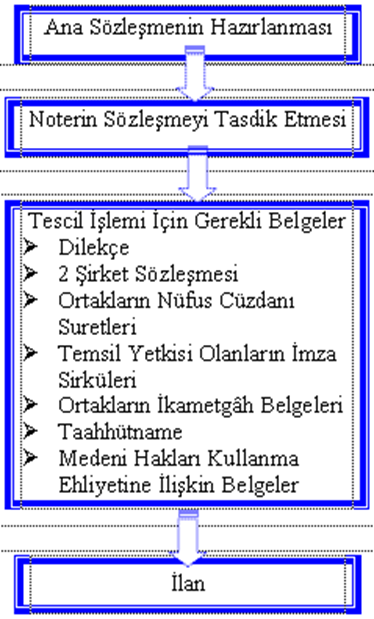 Ana Sözleşmenin Hazırlanması
Noterin Sözleşmeyi Tasdik Etmesi
Tescil İşlemi İçin Gerekli Belgeler
➢ Dilekçe
➢ 2 Şirket Sözleşmesi
➢ Ortakların Nüfus Cüzdanı
Suretleri
➢ Temsil Yetkisi Olanların İmza
Sirküleri
➢ Ortakların İkametgâh Belgeleri
➢ Taahhütname
➢ Medeni Hakları Kullanma
Ehliyetine İlişkin Belgeler
İlan